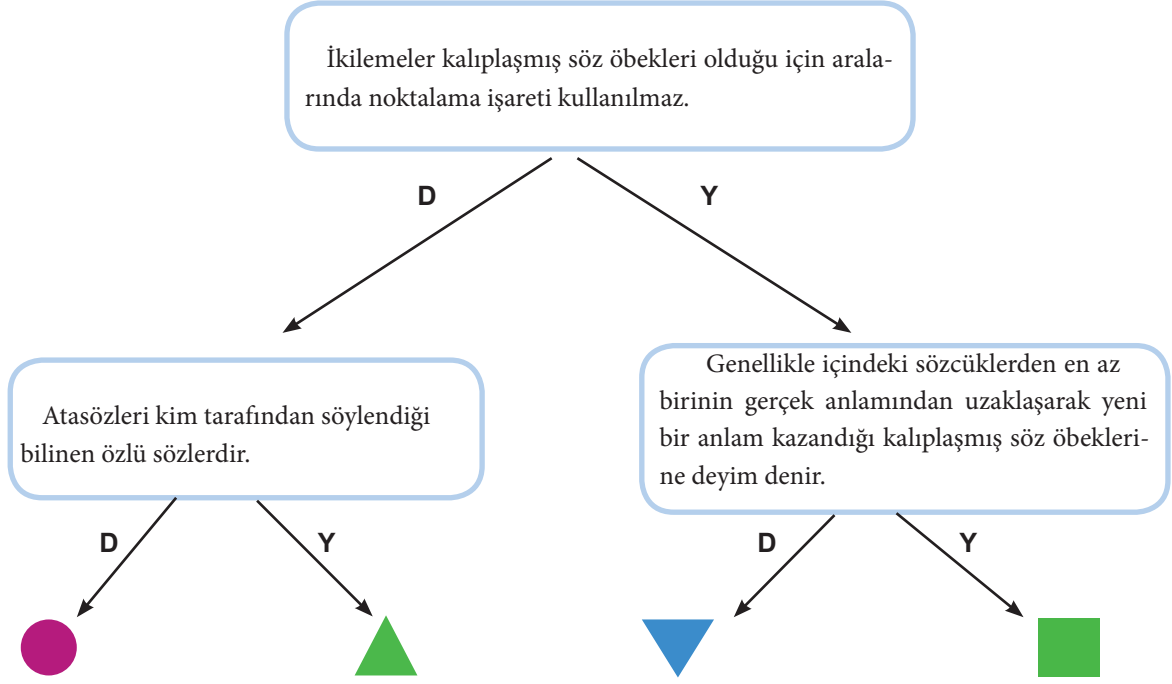 İkilemeler kalıplaşmış söz öbekleri olduğu için arala-
rında noktalama işareti kullanılmaz.
D
Y
Atasözleri kim tarafından söylendiği
bilinen özlü sözlerdir.
Genellikle içindeki sözcüklerden en az
birinin gerçek anlamından uzaklaşarak yeni
bir anlam kazandığı kalıplaşmış söz öbekleri-
ne deyim denir.
D
Y
D
Y